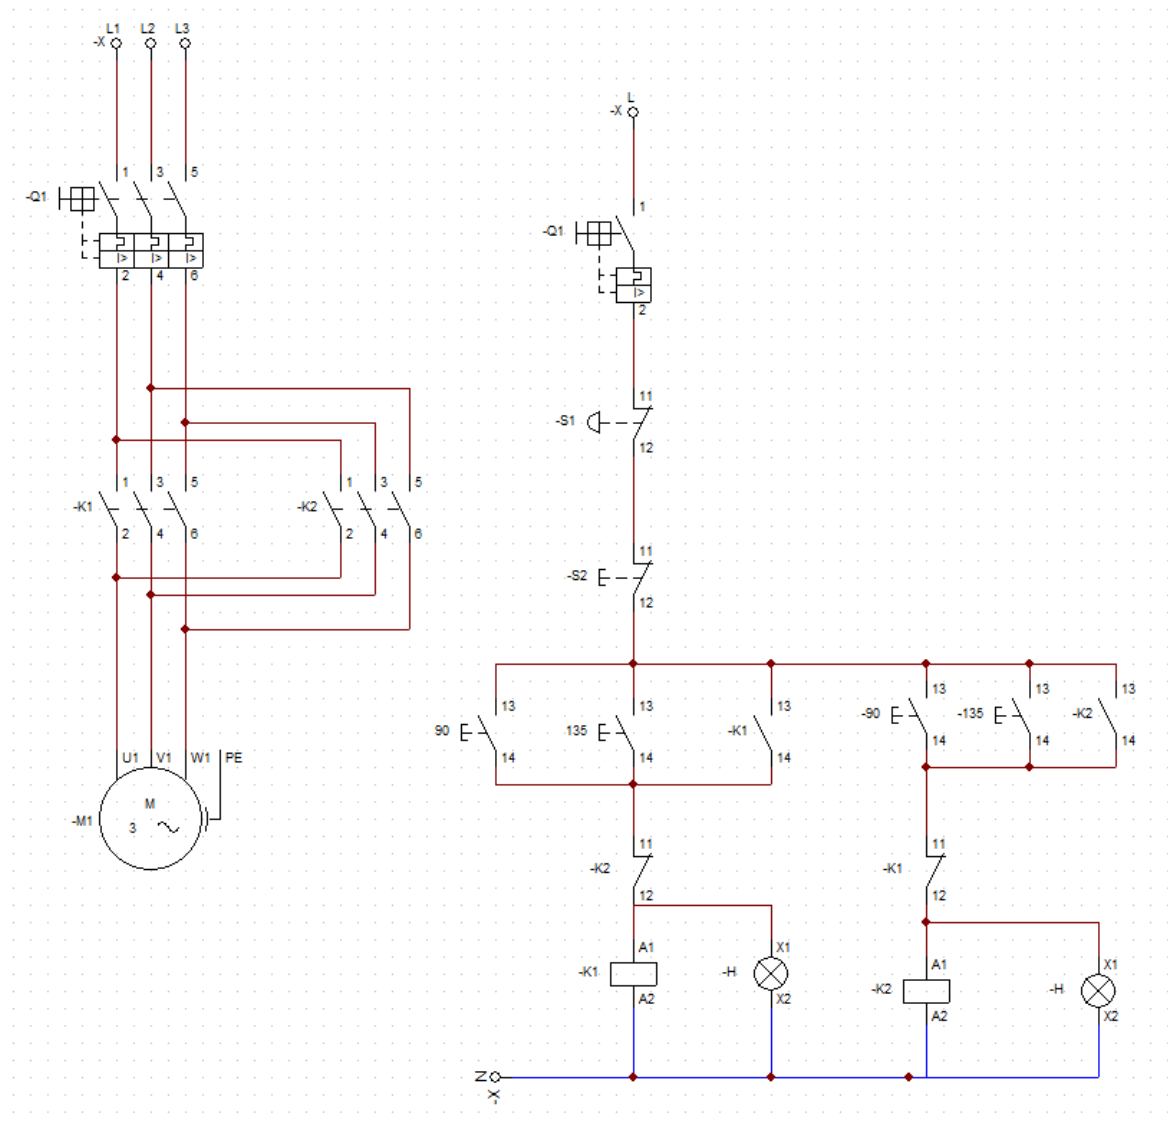 L1 L2 L3
-X
1 3 5
-Q1
I> I> I>
2 4 6
1 3 5
-K1
2 4 6
1 3 5
-K2
2 4 6
U1 V1 W1 PE
M
3
-M1
L
-X
1
-Q1
I>
2
11
-S1
12
11
-S2
12
13
90
14
13
135
14
13
-K1
14
13
-90
14
13
-135
14
13
-K2
14
11
-K2
12
11
-K1
12
A1
-K1
A2
X1
-H
X2
A1
-K2
A2
X1
-H
X2
N
-X